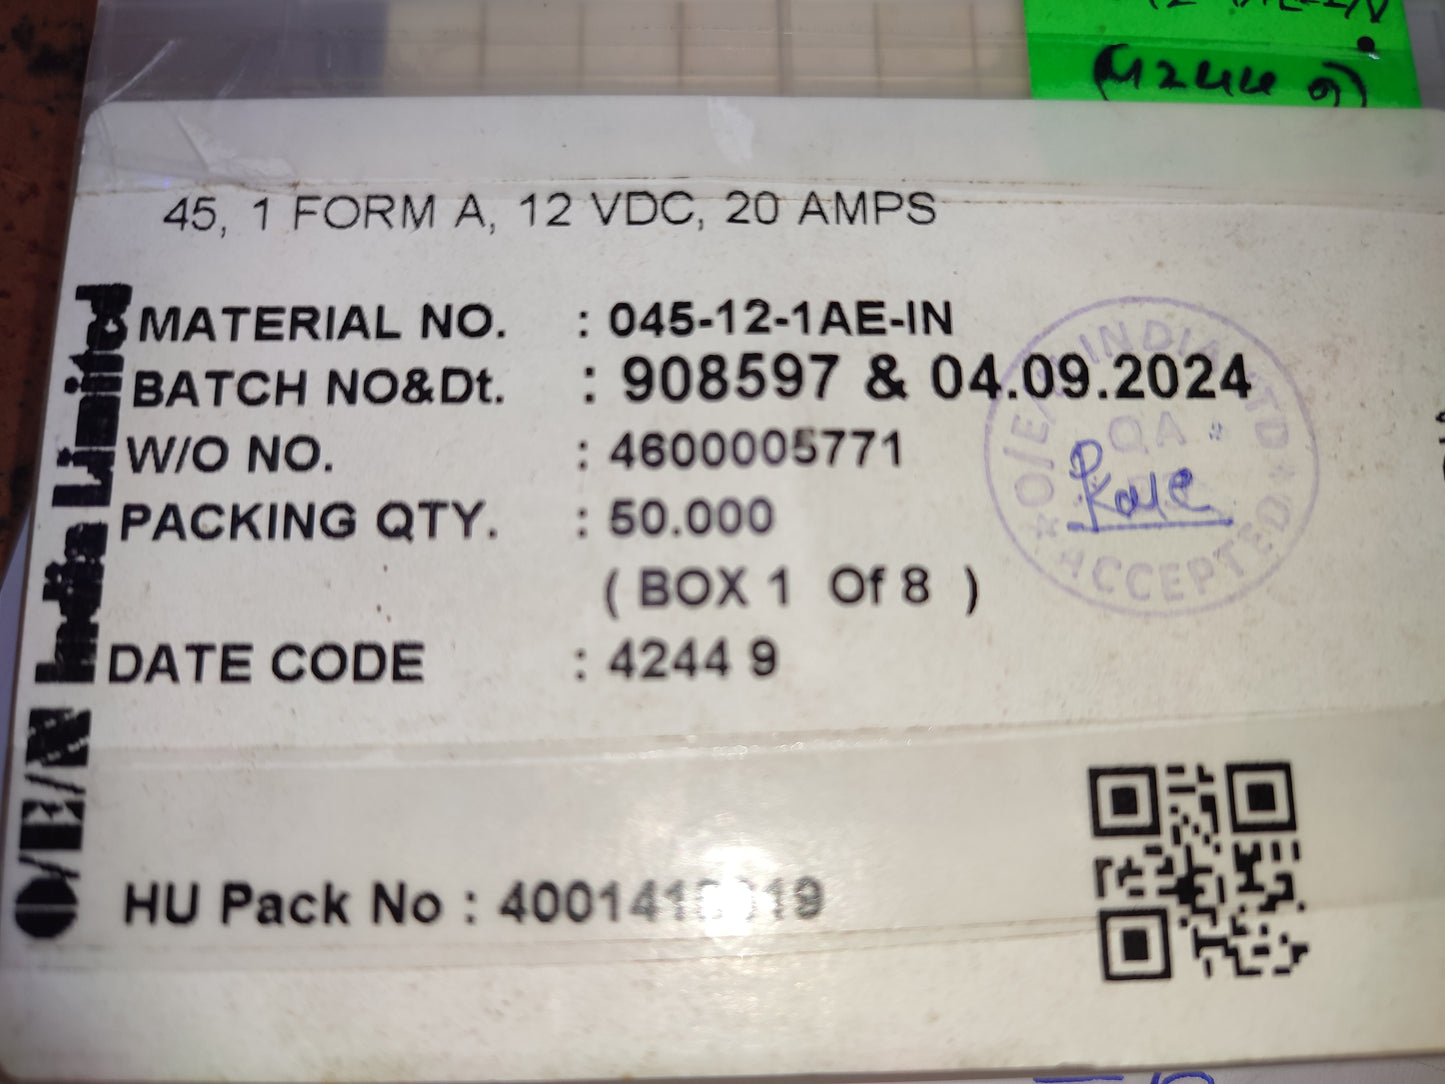 (4244 9)
45, 1 FORM A, 12 VDC, 20 AMPS
MATERIAL NO. : 045-12-1AE-IN
BATCH NO&Dt. : 908597 & 04.09.2024
W/O NO. : 4600005771
PACKING QTY. : 50.000
( BOX 1 Of 8 )
DATE CODE : 4244 9
HU Pack No :
O/E/N India Limited
O/E/N INDIA LTD
QA
ACCEPTED